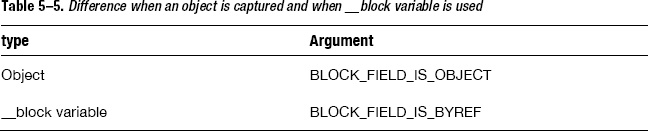 Table 5–5. Difference when an object is captured and when __block variable is used
type Argument
Object BLOCK_FIELD_IS_OBJECT
__block variable BLOCK_FIELD_IS_BYREF